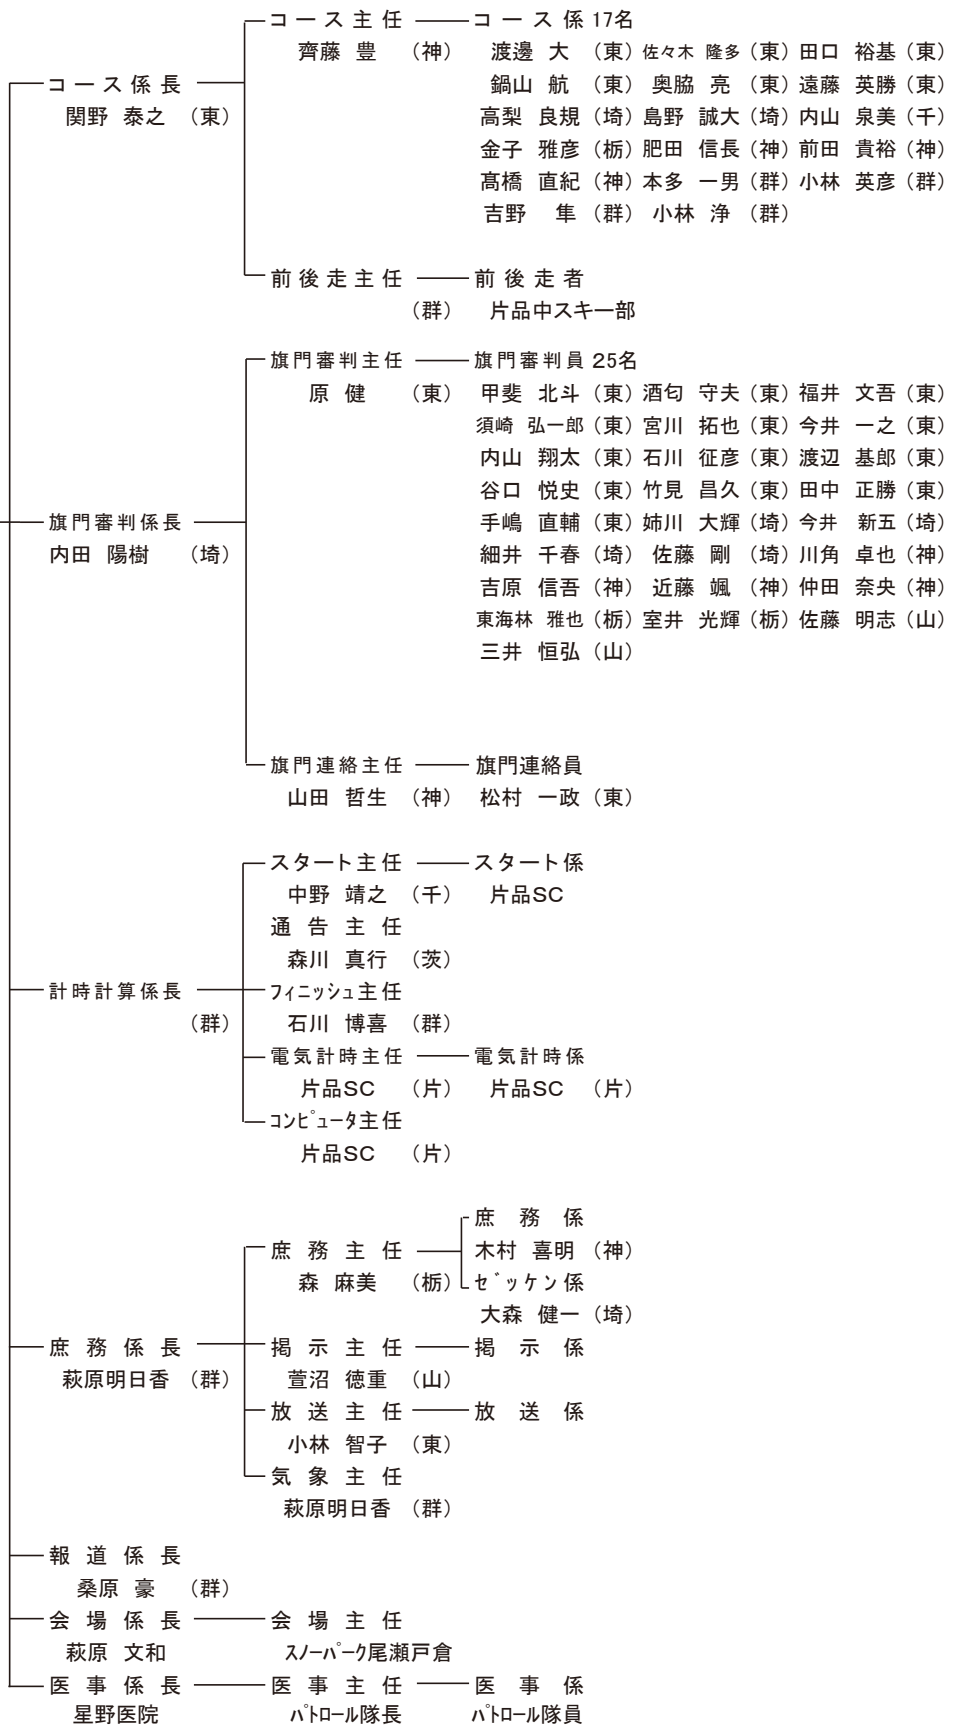 コース主任 コース係 17名
齊藤 豊 （神） 渡邊 大 （東） 佐々木 隆多（東） 田口 裕基（東）
コース係長 鍋山 航 （東） 奥脇 亮 （東） 遠藤 英勝（東）
関野 泰之 （東） 高梨 良規（埼） 島野 誠大（埼） 内山 泉美（千）
金子 雅彦（栃） 肥田 信長（神） 前田 貴裕（神）
髙橋 直紀（神） 本多 一男（群） 小林 英彦（群）
吉野 隼 （群） 小林 浄（群）
前後走主任 前後走者
（群） 片品中スキー部
旗門審判主任 旗門審判員 25名
原 健 （東） 甲斐 北斗（東） 酒匂 守夫（東） 福井 文吾（東）
須崎 弘一郎（東） 宮川 拓也（東） 今井 一之（東）
内山 翔太（東） 石川 征彦（東） 渡辺 基郎（東）
谷口 悦史（東） 竹見 昌久（東） 田中 正勝（東）
旗門審判係長 手嶋 直輔（東） 姉川 大輝（埼） 今井 新五（埼）
内田 陽樹 （埼） 細井 千春（埼） 佐藤 剛 （埼） 川角 卓也（神）
吉原 信吾（神） 近藤 颯 （神） 仲田 奈央（神）
東海林 雅也（栃） 室井 光輝（栃） 佐藤 明志（山）
三井 恒弘（山）
旗門連絡主任 旗門連絡員
山田 哲生 （神） 松村 一政（東）
スタート主任 スタート係
中野 靖之 （千） 片品SC
通告主任
森川 真行 （茨）
計時計算係長 フィニッシュ主任
（群） 石川 博喜 （群）
電気計時主任 電気計時係
片品SC （片） 片品SC （片）
コンピュータ主任
片品SC （片）
庶務係
庶務主任 木村 喜明（神）
森 麻美 （栃） ゼッケン係
大森 健一（埼）
庶務係長 掲示主任 掲示係
萩原明日香 （群） 萱沼 徳重 （山）
放送主任 放送係
小林 智子 （東）
気象主任
萩原明日香 （群）
報道係長
桑原 豪 （群）
会場係長 会場主任
萩原 文和 スノーパーク尾瀬戸倉
医事係長 医事主任 医事係
星野医院 パトロール隊長 パトロール隊員